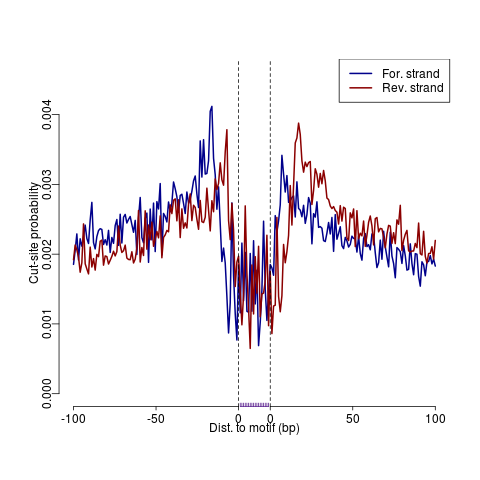 For. strand
Rev. strand
Cut-site probability
0.004
0.003
0.002
0.001
0.000
-100 -50 0 0 50 100
Dist. to motif (bp)